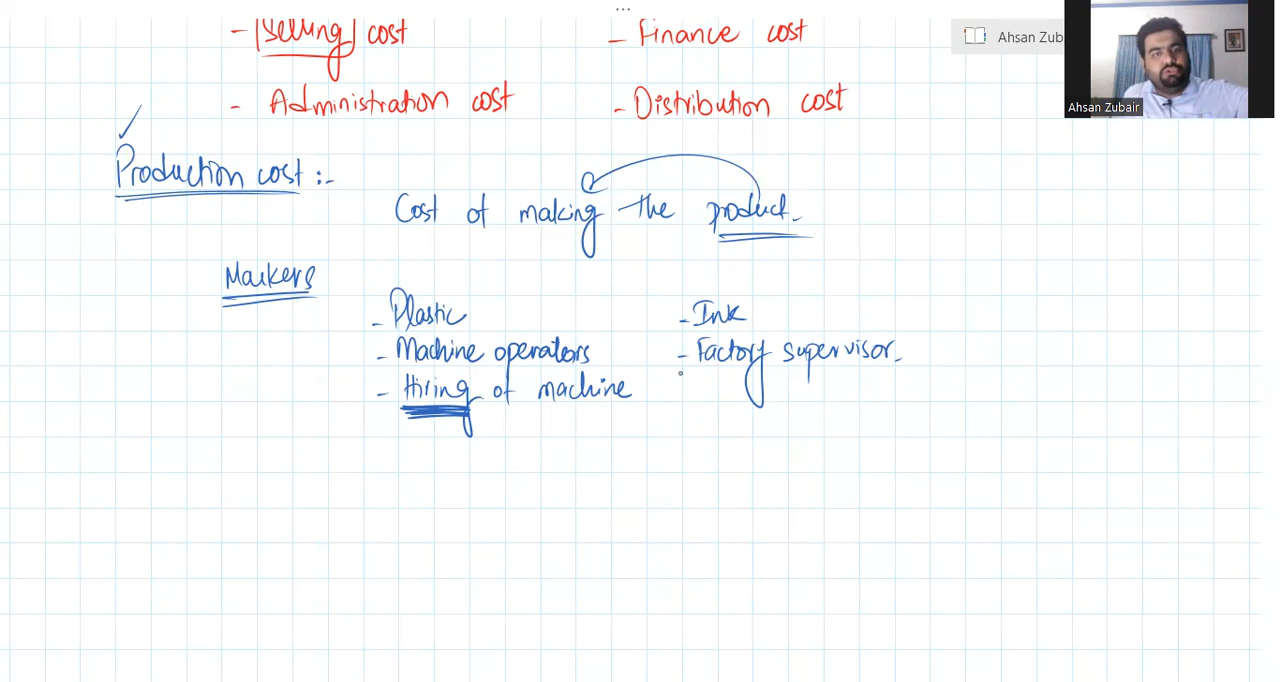 - Selling cost - Finance cost
Ahsan Zub
- Administration cost - Distribution cost
Ahsan Zubair
Production cost :-
Cost of making the product.
Markers
- Plastic - Ink
- Machine operators - Factory supervisor.
- Hiring of machine